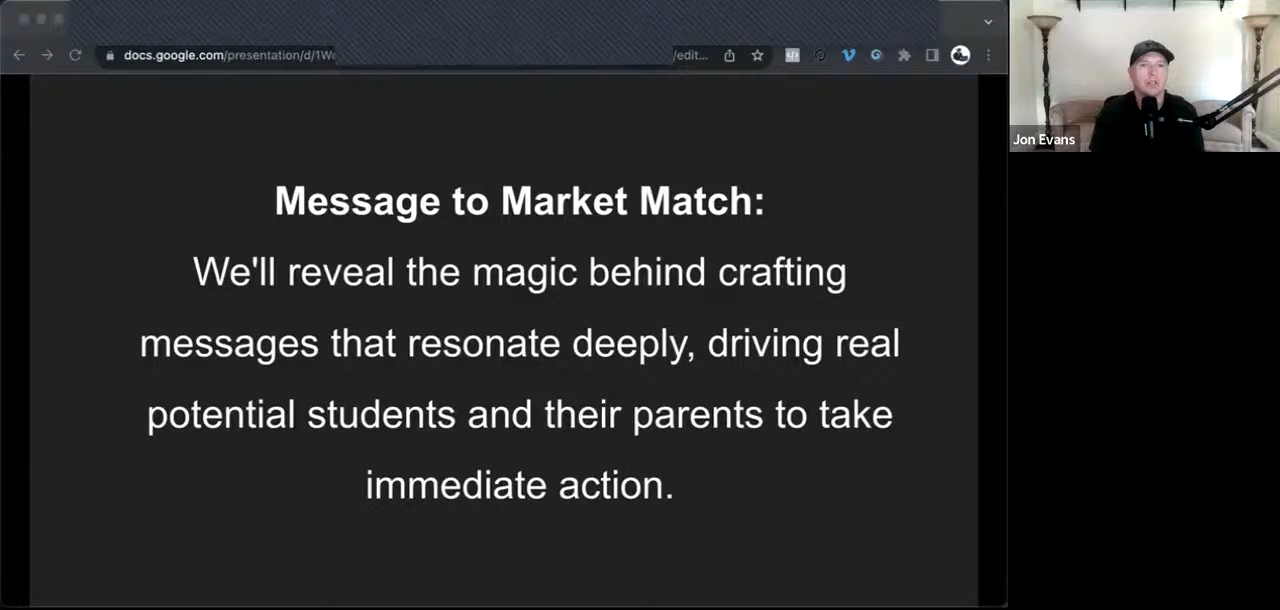 docs.google.com/presentation/d/1W
/edit...
Message to Market Match:
We'll reveal the magic behind crafting
messages that resonate deeply, driving real
potential students and their parents to take
immediate action.
Jon Evans